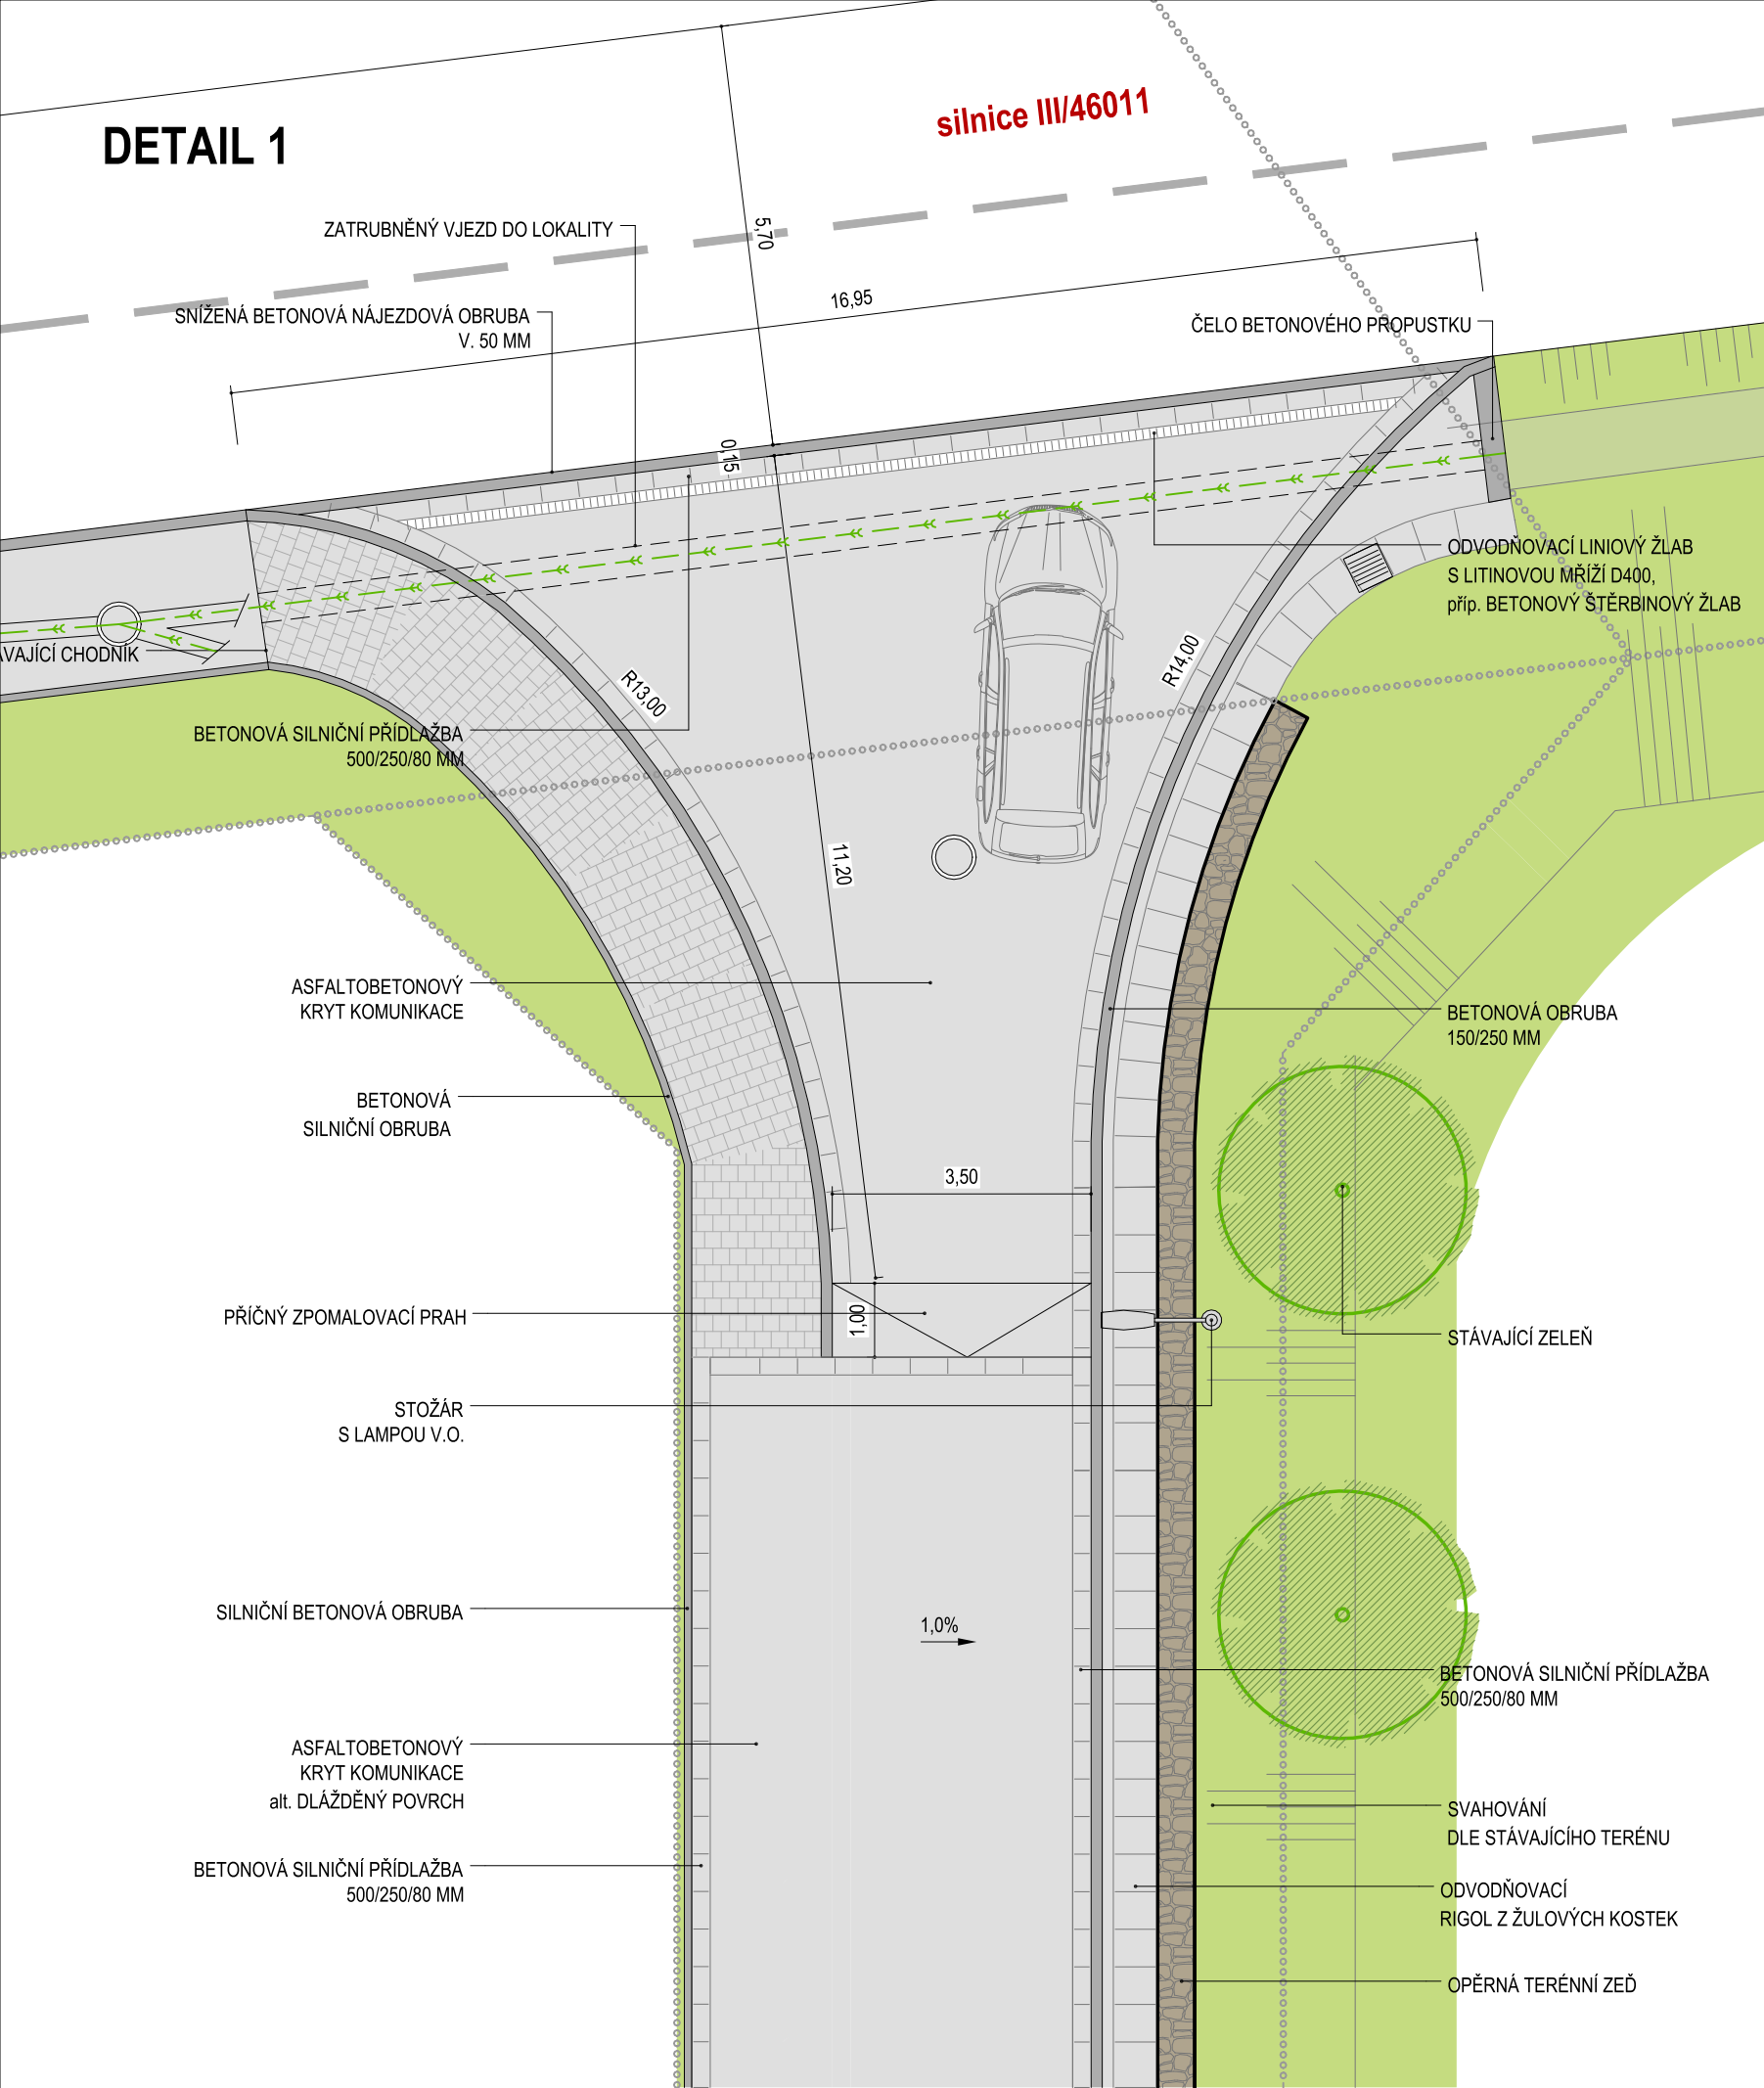 silnice III/46011
DETAIL 1
5,70
ZATRUBNĚNÝ VJEZD DO LOKALITY
16,95
SNÍŽENÁ BETONOVÁ NÁJEZDOVÁ OBRUBA
V. 50 MM
ČELO BETONOVÉHO PROPUSTKU
0,15
ODVODŇOVACÍ LINIOVÝ ŽLAB
S LITINOVOU MŘÍŽÍ D400,
příp. BETONOVÝ ŠTĚRBINOVÝ ŽLAB
VAJÍCÍ CHODNÍK
R13,00
R14,00
BETONOVÁ SILNIČNÍ PŘÍDLAŽBA
500/250/80 MM
11,20
ASFALTOBETONOVÝ
KRYT KOMUNIKACE
BETONOVÁ OBRUBA
150/250 MM
BETONOVÁ
SILNIČNÍ OBRUBA
3,50
PŘÍČNÝ ZPOMALOVACÍ PRAH
1,00
STÁVAJÍCÍ ZELEŇ
STOŽÁR
S LAMPOU V.O.
SILNIČNÍ BETONOVÁ OBRUBA
1,0%
BETONOVÁ SILNIČNÍ PŘÍDLAŽBA
500/250/80 MM
ASFALTOBETONOVÝ
KRYT KOMUNIKACE
alt. DLÁŽDĚNÝ POVRCH
SVAHOVÁNÍ
DLE STÁVAJÍCÍHO TERÉNU
BETONOVÁ SILNIČNÍ PŘÍDLAŽBA
500/250/80 MM
ODVODŇOVACÍ
RIGOL Z ŽULOVÝCH KOSTEK
OPĚRNÁ TERÉNNÍ ZEĎ